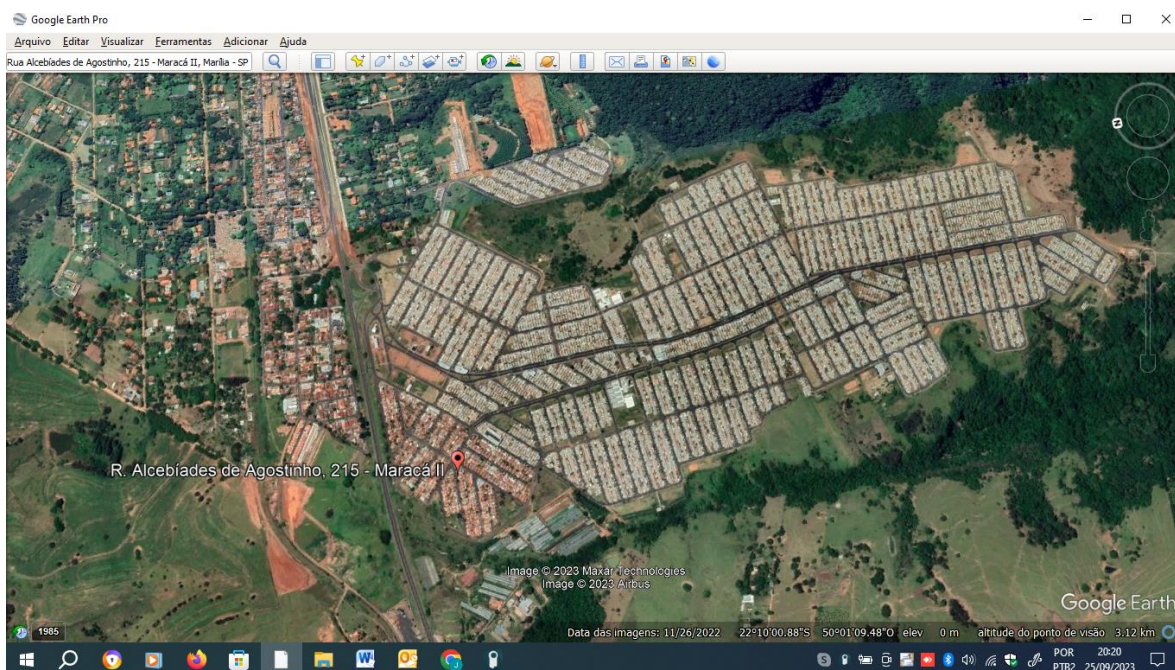 Google Earth Pro
Arquivo Editar Visualizar Ferramentas Adicionar Ajuda
Rua Alcebíades de Agostinho, 215 - Maracá II, Marília - SP
N
R. Alcebíades de Agostinho, 215 - Maracá II
Image © 2023 Maxar Technologies
Image © 2023 Airbus
Google Earth
1985
Data das imagens: 11/26/2022 22°10'00.88"S 50°01'09.48"O elev 0 m altitude do ponto de visão 3.12 km
POR 20:20
PTB2 25/09/2023